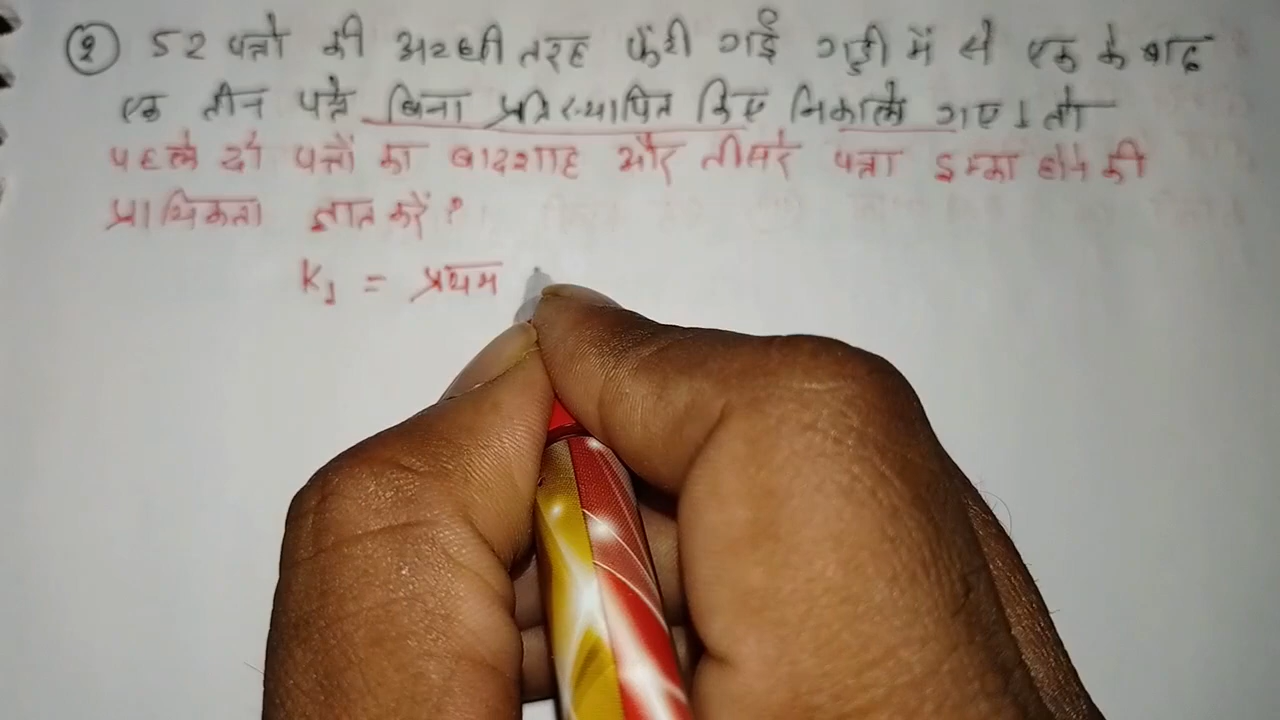 ② 52 पत्तों की अच्छी तरह फेंटी गई गड्डी में से एक के बाद
एक तीन पत्ते बिना प्रतिस्थापित किए निकाले गए। तो
पहले दो पत्तों का बादशाह और तीसरे पत्ता इक्का होने की
प्रायिकता ज्ञात करें?
K₁ = प्रथम